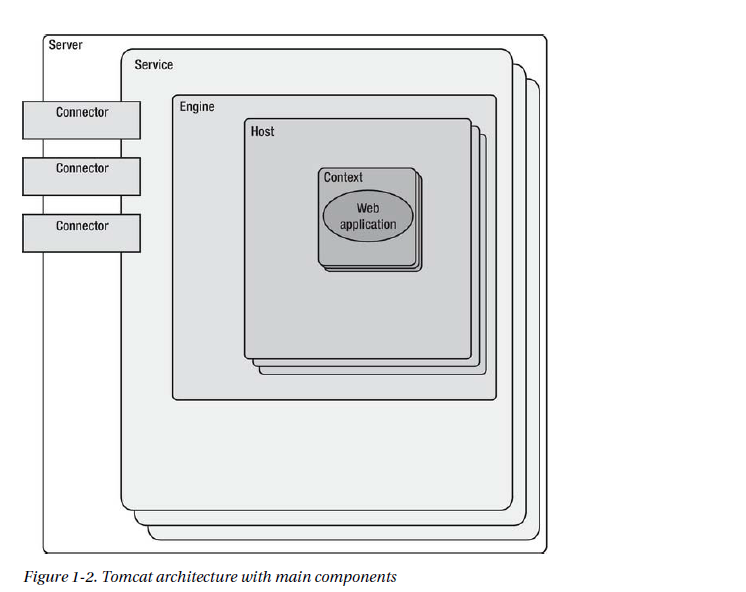 Server
Service
Connector
Engine
Host
Connector
Context
Web
application
Connector
Figure 1-2. Tomcat architecture with main components